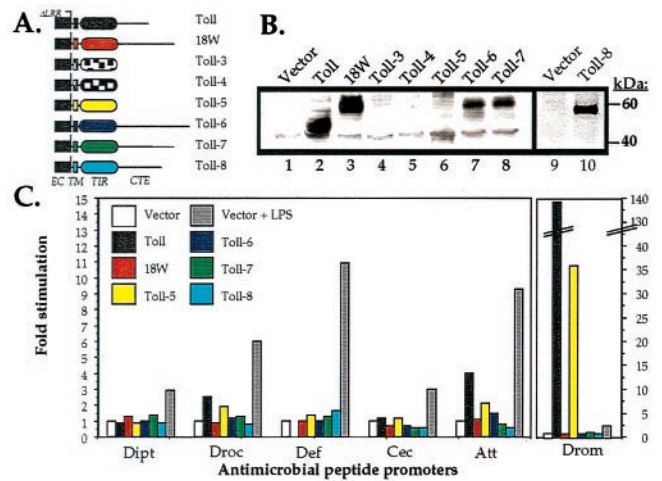 A.
ΔLRR
Toll
18W
Toll-3
Toll-4
Toll-5
Toll-6
Toll-7
Toll-8
EC TM TIR CTE
B.
Vector
Toll
18W
Toll-3
Toll-4
Toll-5
Toll-6
Toll-7
Vector
Toll-8
kDa:
60
40
1 2 3 4 5 6 7 8 9 10
C.
Fold stimulation
15
14
13
12
11
10
9
8
7
6
5
4
3
2
1
0
Vector
Toll
18W
Toll-5
Vector + LPS
Toll-6
Toll-7
Toll-8
140
130
40
35
30
25
20
15
10
5
0
Dipt Droc Def Cec Att Drom
Antimicrobial peptide promoters